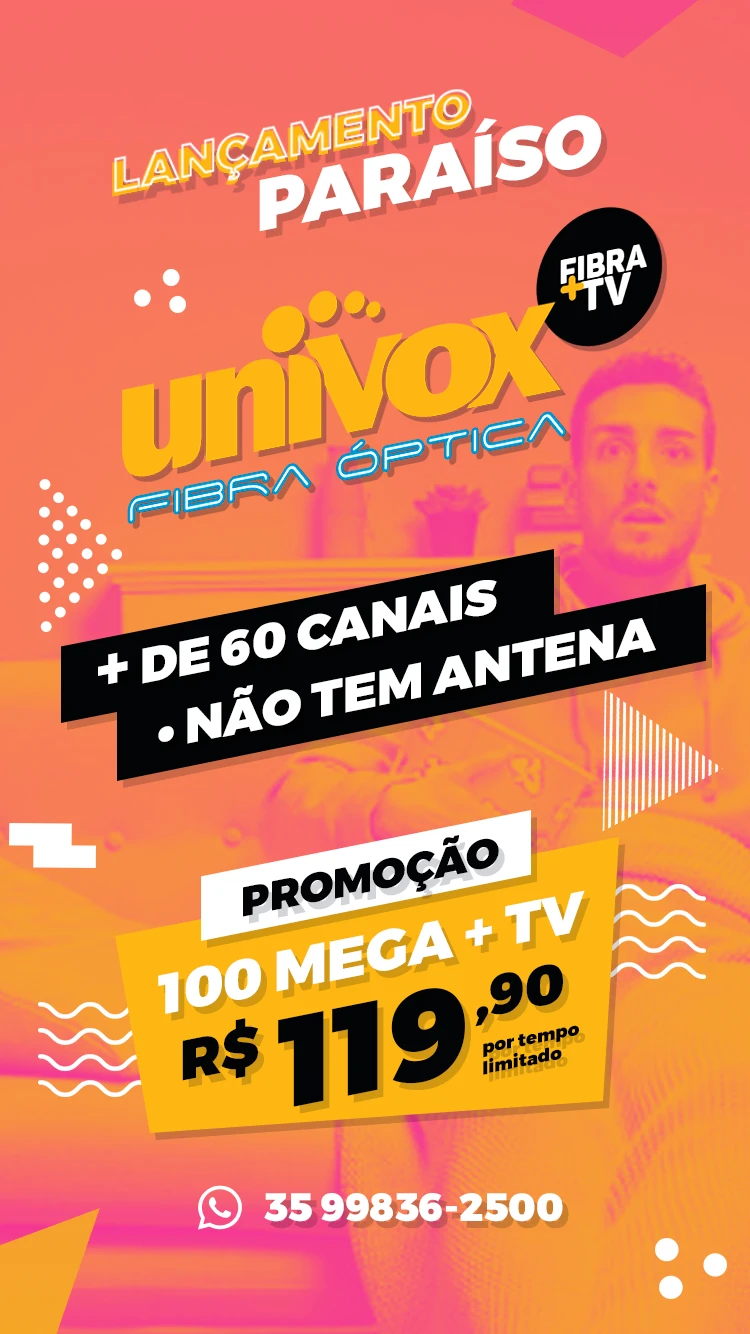 LANÇAMENTO
PARAÍSO
FIBRA
+TV
univox
FIBRA ÓPTICA
+ DE 60 CANAIS
• NÃO TEM ANTENA
PROMOÇÃO
100 MEGA + TV
R$ 119,90
por tempo
limitado
35 99836-2500